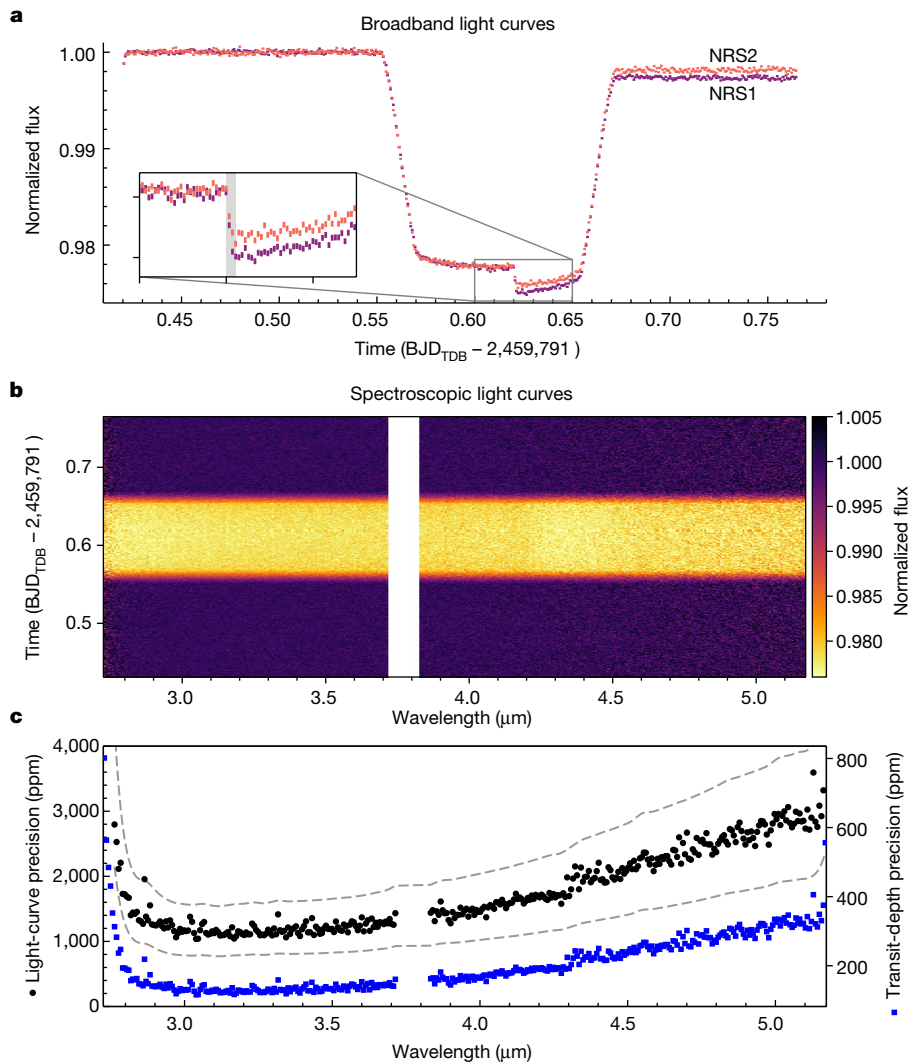 a
Broadband light curves
1.00
0.99
0.98
Normalized flux
NRS2
NRS1
0.45 0.50 0.55 0.60 0.65 0.70 0.75
Time (BJD_TDB – 2,459,791 )
b
Spectroscopic light curves
0.7
0.6
0.5
Time (BJD_TDB – 2,459,791 )
3.0 3.5 4.0 4.5 5.0
Wavelength (μm)
1.005
1.000
0.995
0.990
0.985
0.980
Normalized flux
c
4,000
3,000
2,000
1,000
0
Light-curve precision (ppm)
3.0 3.5 4.0 4.5 5.0
Wavelength (μm)
800
600
400
200
Transit-depth precision (ppm)